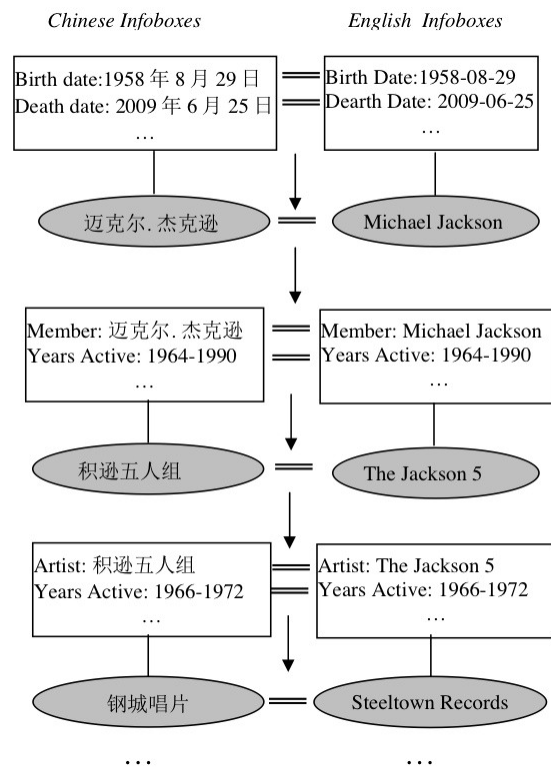 Chinese Infoboxes
English Infoboxes
Birth date:1958 年 8 月 29 日
Death date: 2009 年 6 月 25 日
…
Birth Date:1958-08-29
Dearth Date: 2009-06-25
…
迈克尔.杰克逊
Michael Jackson
Member: 迈克尔.杰克逊
Years Active: 1964-1990
…
Member: Michael Jackson
Years Active: 1964-1990
…
积逊五人组
The Jackson 5
Artist: 积逊五人组
Years Active: 1966-1972
…
Artist: The Jackson 5
Years Active: 1966-1972
…
钢城唱片
Steeltown Records
…
…